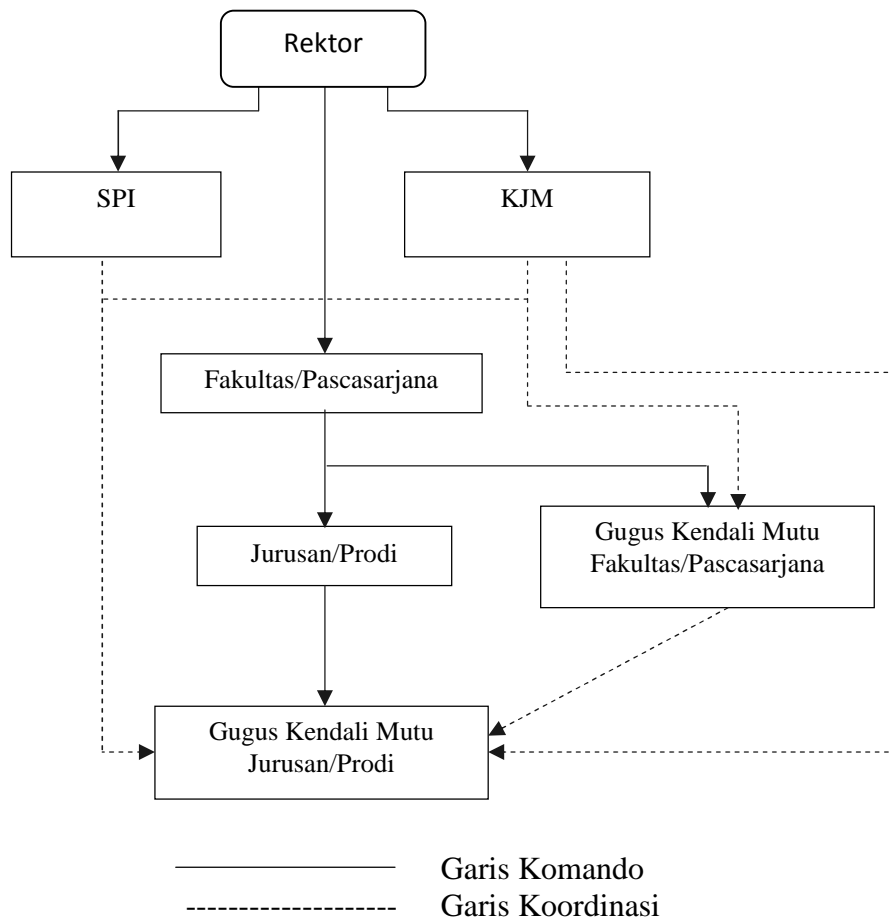 Rektor
SPI
KJM
Fakultas/Pascasarjana
Jurusan/Prodi
Gugus Kendali Mutu
Fakultas/Pascasarjana
Gugus Kendali Mutu
Jurusan/Prodi
Garis Komando
Garis Koordinasi